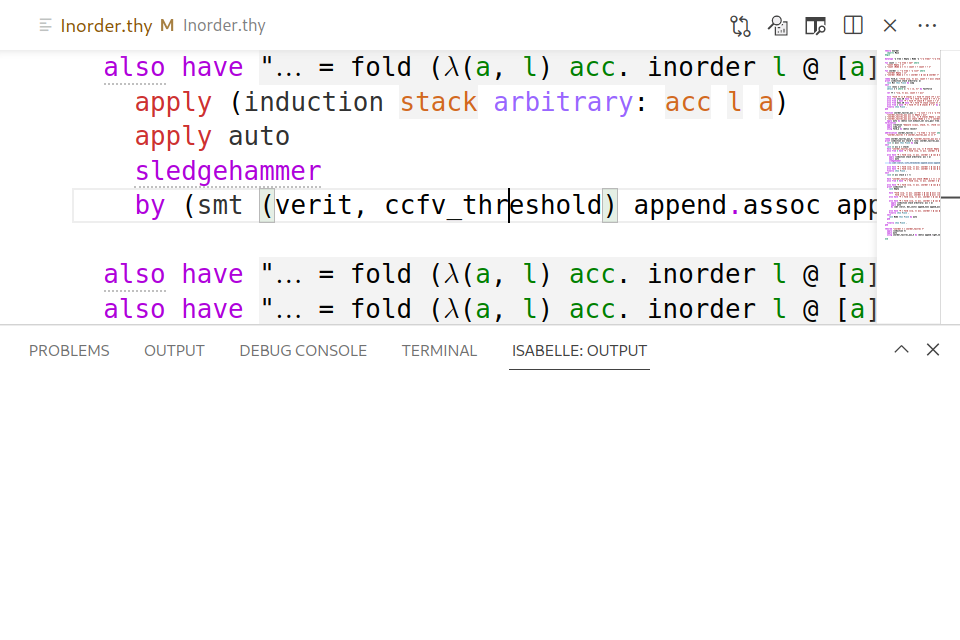 Inorder.thy M Inorder.thy
also have "… = fold (λ(a, l) acc. inorder l @ [a]
apply (induction stack arbitrary: acc l a)
apply auto
sledgehammer
by (smt (verit, ccfv_threshold) append.assoc app
also have "… = fold (λ(a, l) acc. inorder l @ [a]
also have "… = fold (λ(a, l) acc. inorder l @ [a]
PROBLEMS OUTPUT DEBUG CONSOLE TERMINAL ISABELLE: OUTPUT